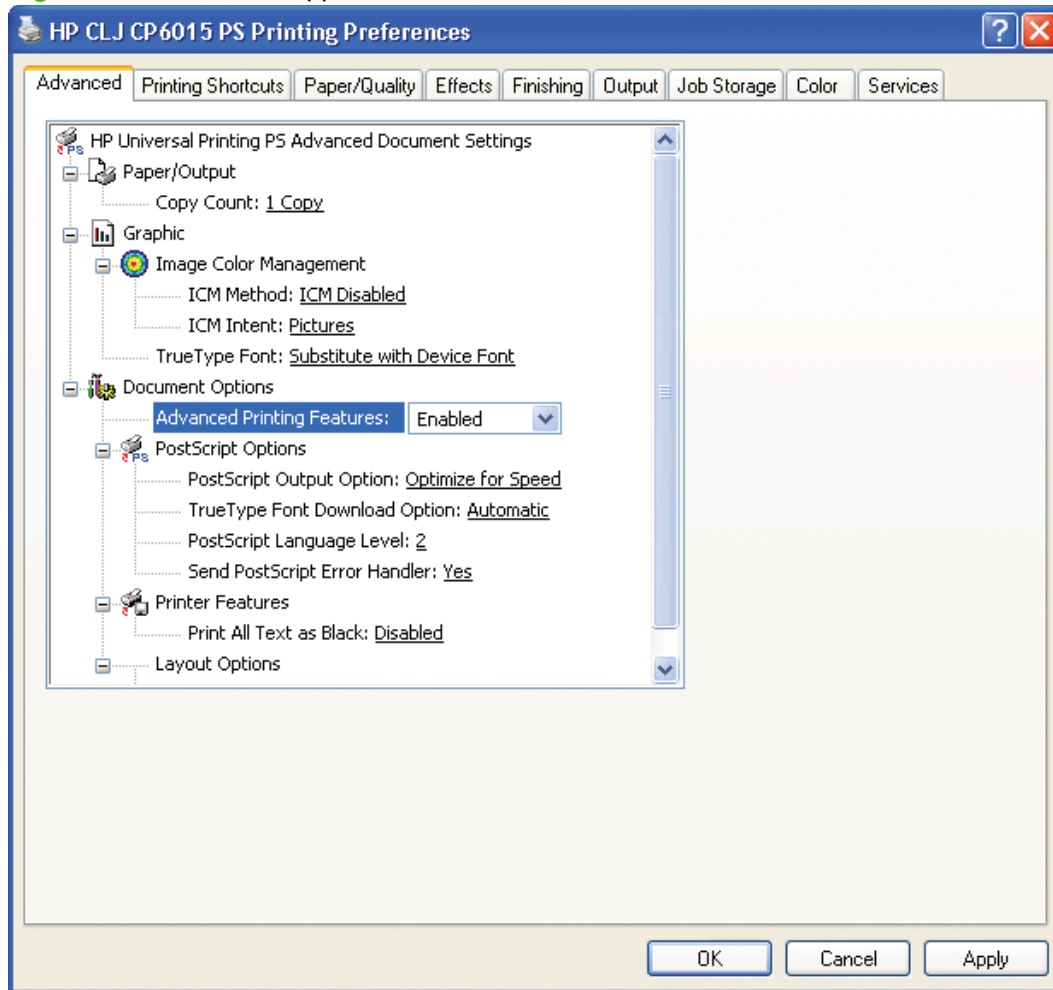 HP CLJ CP6015 PS Printing Preferences
Advanced Printing Shortcuts Paper/Quality Effects Finishing Output Job Storage Color Services
HP Universal Printing PS Advanced Document Settings
Paper/Output
Copy Count: 1 Copy
Graphic
Image Color Management
ICM Method: ICM Disabled
ICM Intent: Pictures
TrueType Font: Substitute with Device Font
Document Options
Advanced Printing Features: Enabled
PostScript Options
PostScript Output Option: Optimize for Speed
TrueType Font Download Option: Automatic
PostScript Language Level: 2
Send PostScript Error Handler: Yes
Printer Features
Print All Text as Black: Disabled
Layout Options
OK Cancel Apply